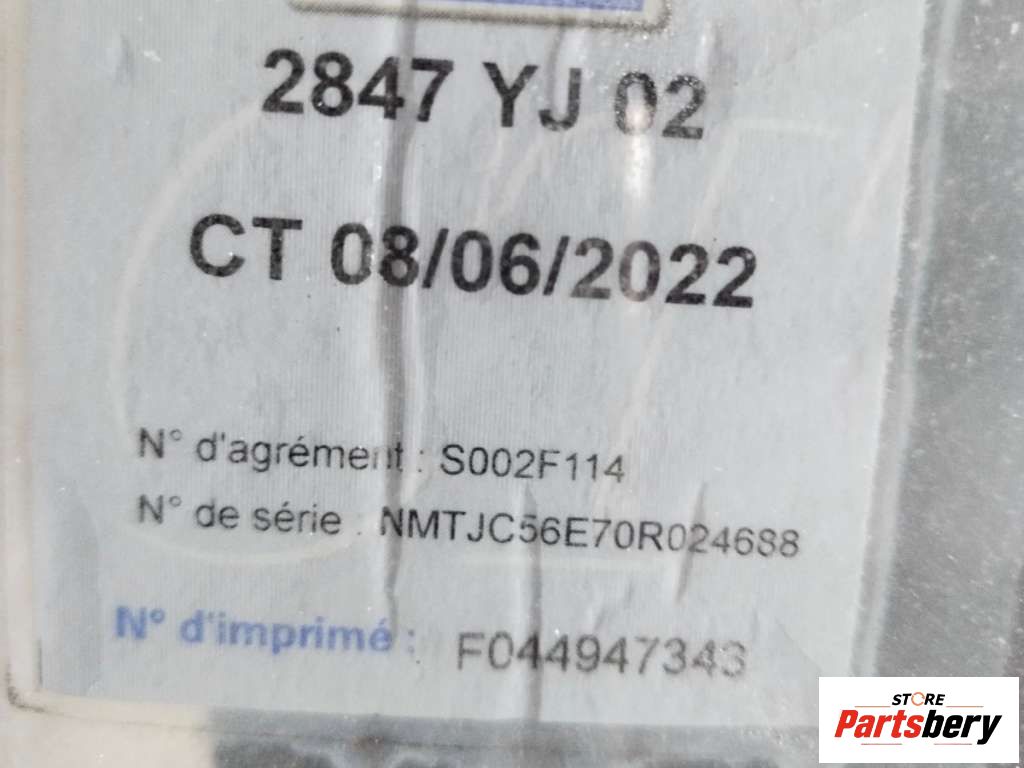 2847 YJ 02
CT 08/06/2022
N° d'agrément : S002F114
N° de série : NMTJC56E70R024688
N° d'imprimé : F044947343
STORE
Partsbery